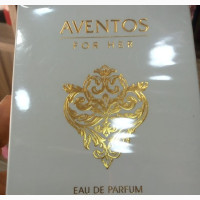 AVENTOS
FOR HER
EAU DE PARFUM